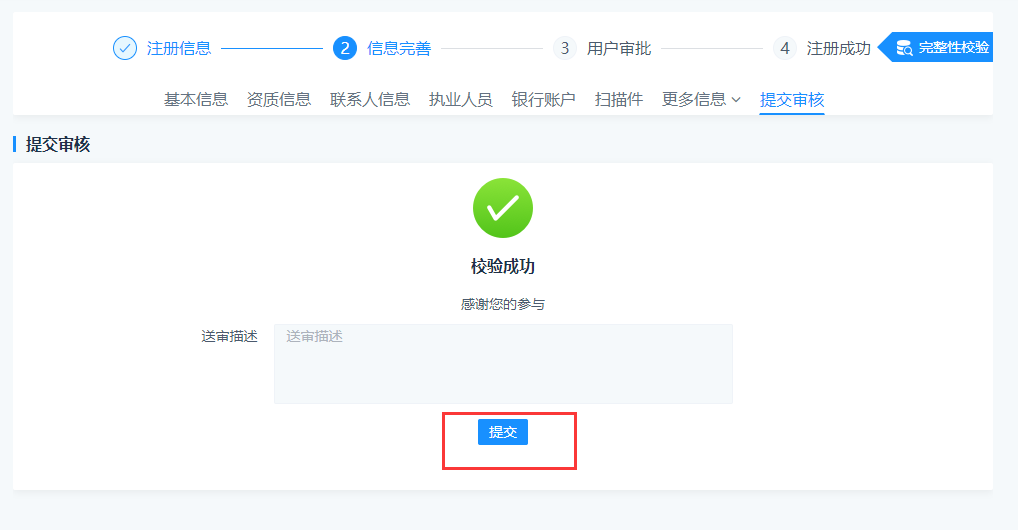 注册信息 2 信息完善 3 用户审批 4 注册成功 完整性校验
基本信息 资质信息 联系人信息 执业人员 银行账户 扫描件 更多信息 提交审核
提交审核
校验成功
感谢您的参与
送审描述 送审描述
提交